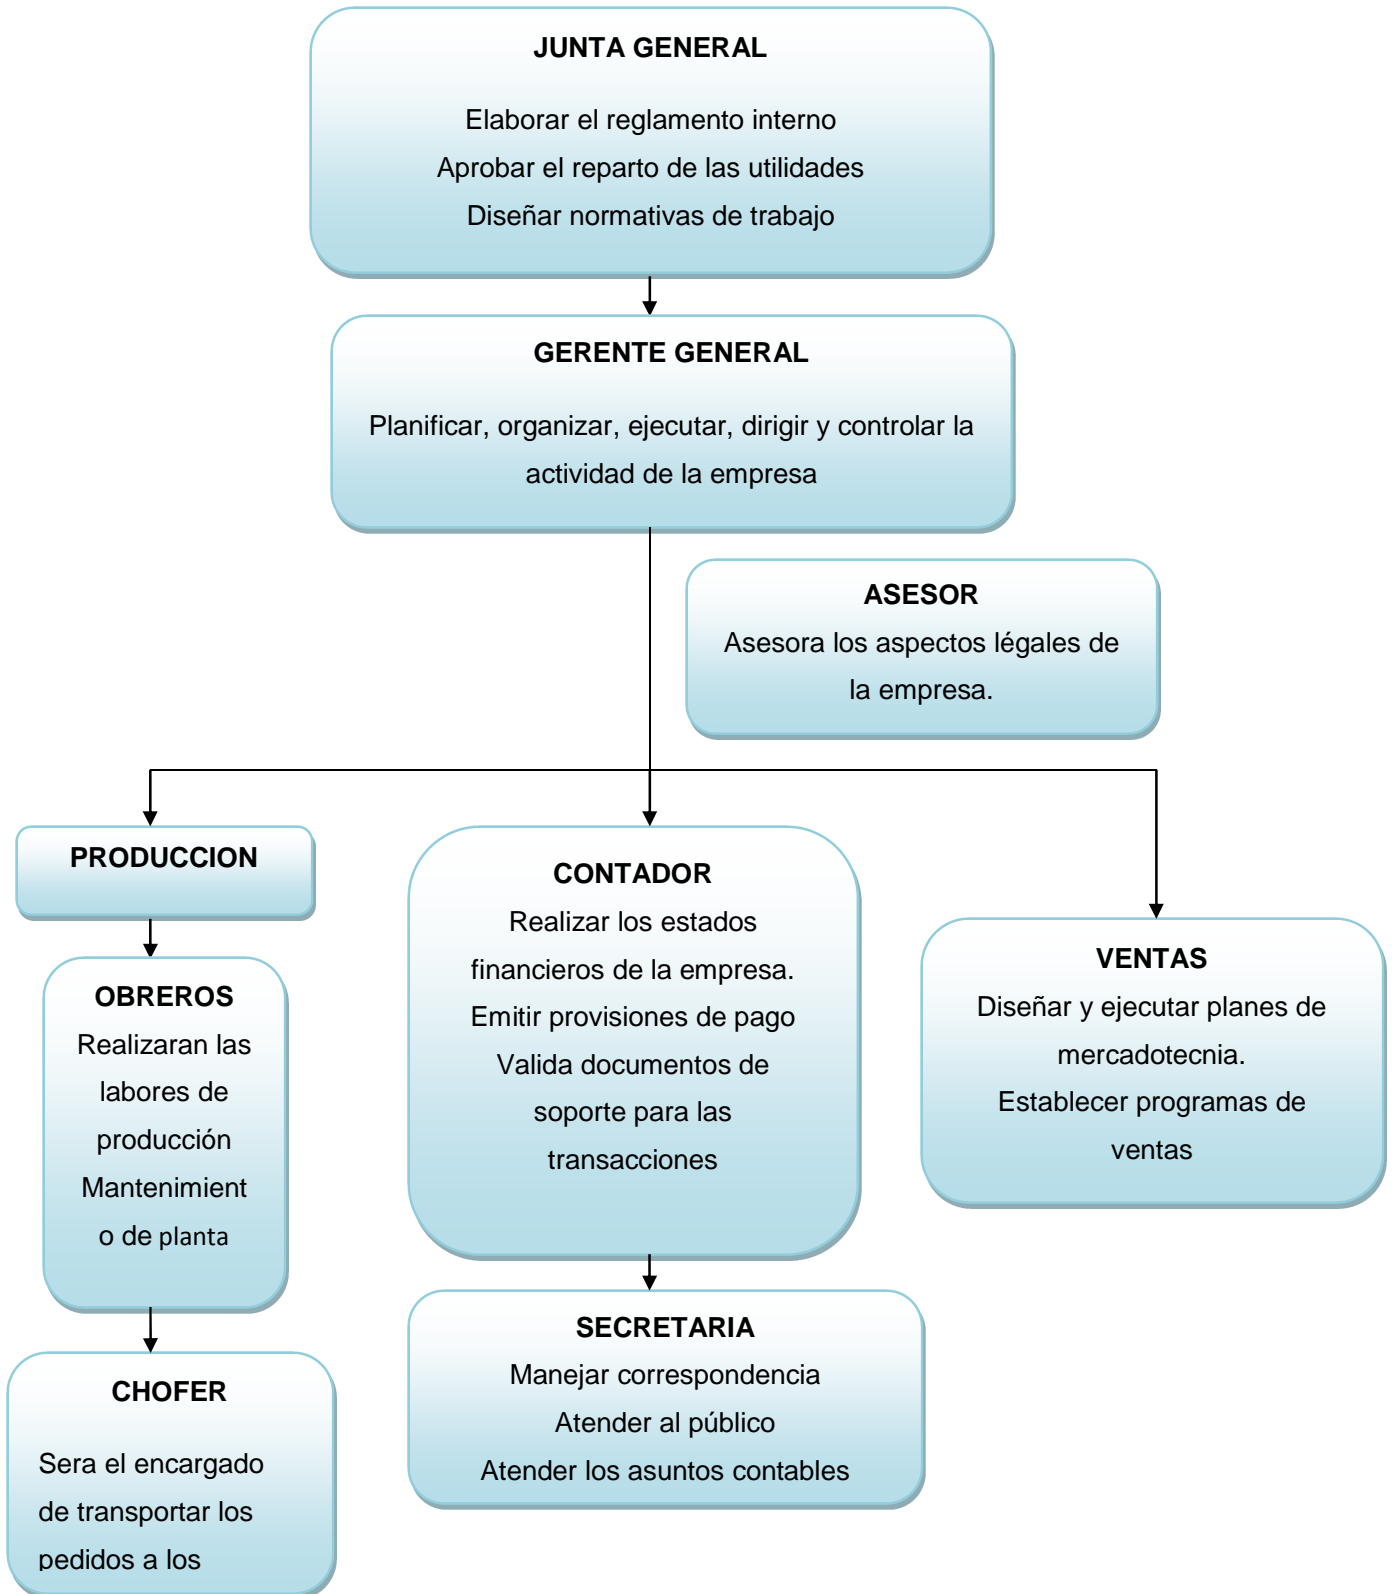 JUNTA GENERAL
Elaborar el reglamento interno
Aprobar el reparto de las utilidades
Diseñar normativas de trabajo
GERENTE GENERAL
Planificar, organizar, ejecutar, dirigir y controlar la
actividad de la empresa
ASESOR
Asesora los aspectos légales de
la empresa.
PRODUCCION
OBREROS
Realizaran las
labores de
producción
Mantenimient
o de planta
CHOFER
Sera el encargado
de transportar los
pedidos a los
CONTADOR
Realizar los estados
financieros de la empresa.
Emitir provisiones de pago
Valida documentos de
soporte para las
transacciones
SECRETARIA
Manejar correspondencia
Atender al público
Atender los asuntos contables
VENTAS
Diseñar y ejecutar planes de
mercadotecnia.
Establecer programas de
ventas